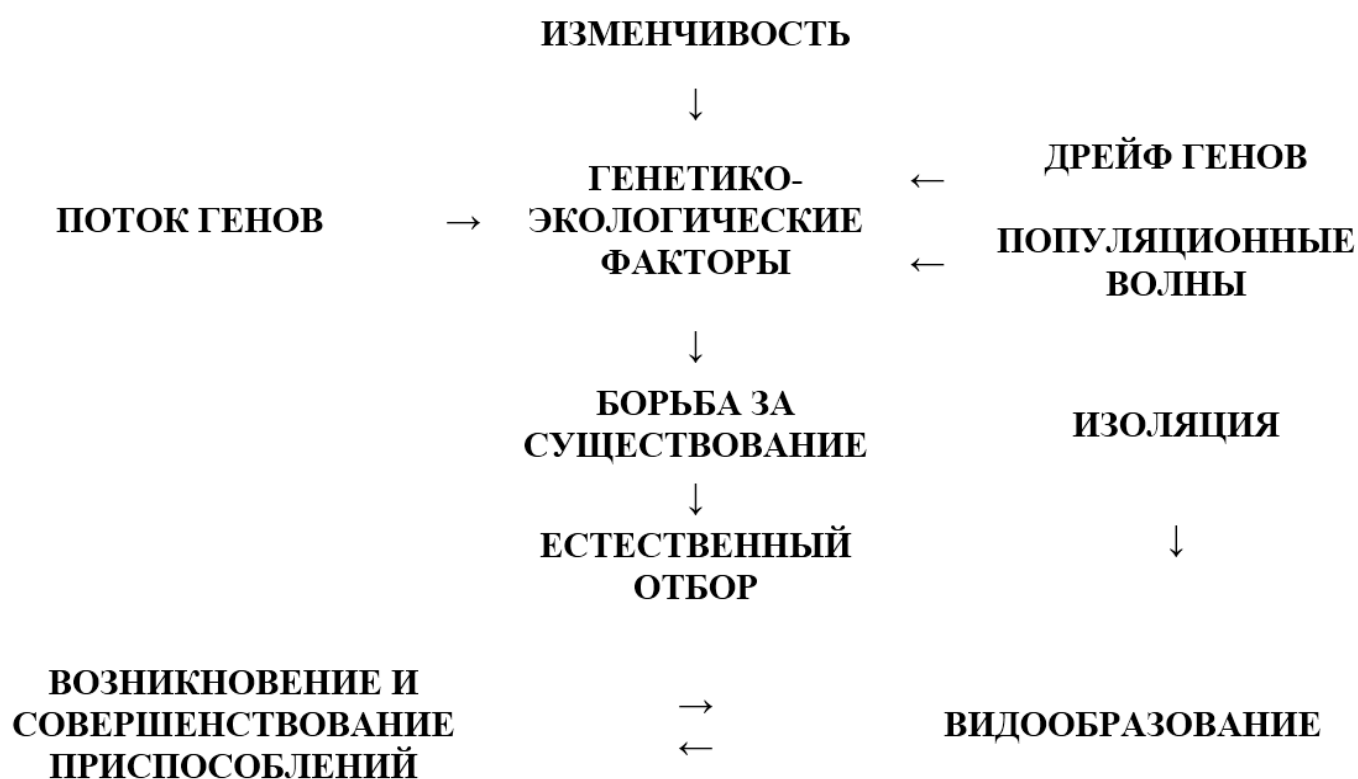 ИЗМЕНЧИВОСТЬ
↓
ДРЕЙФ ГЕНОВ
ГЕНЕТИКО-
←
ПОТОК ГЕНОВ → ЭКОЛОГИЧЕСКИЕ
ФАКТОРЫ
←
ПОПУЛЯЦИОННЫЕ
ВОЛНЫ
↓
БОРЬБА ЗА
СУЩЕСТВОВАНИЕ
ИЗОЛЯЦИЯ
↓
ЕСТЕСТВЕННЫЙ
ОТБОР
↓
ВОЗНИКНОВЕНИЕ И
СОВЕРШЕНСТВОВАНИЕ
ПРИСПОСОБЛЕНИЙ
→
←
ВИДООБРАЗОВАНИЕ